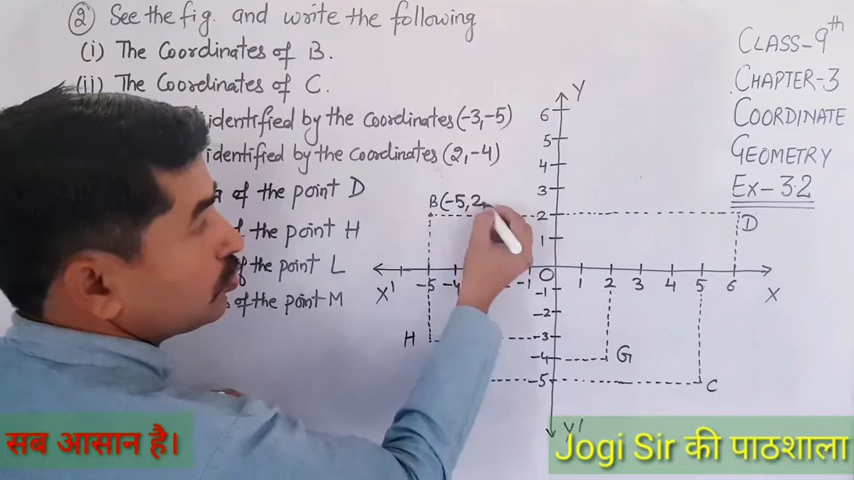 ② See the fig. and write the following
(i) The Coordinates of B.
(ii) The Coordinates of C.
identified by the coordinates (-3,-5)
identified by the coordinates (2,-4)
of the point D
of the point H
of the point L
of the point M
CLASS-9th
CHAPTER-3
COORDINATE
GEOMETRY
Ex-3.2
Y
6
5
4
3
B(-5,2,
2
D
1
X'
-5
-4
-1
O
1
2
3
4
5
6
X
-1
-2
H
-3
-4
G
-5
C
Y'
सब आसान है।
Jogi Sir की पाठशाला